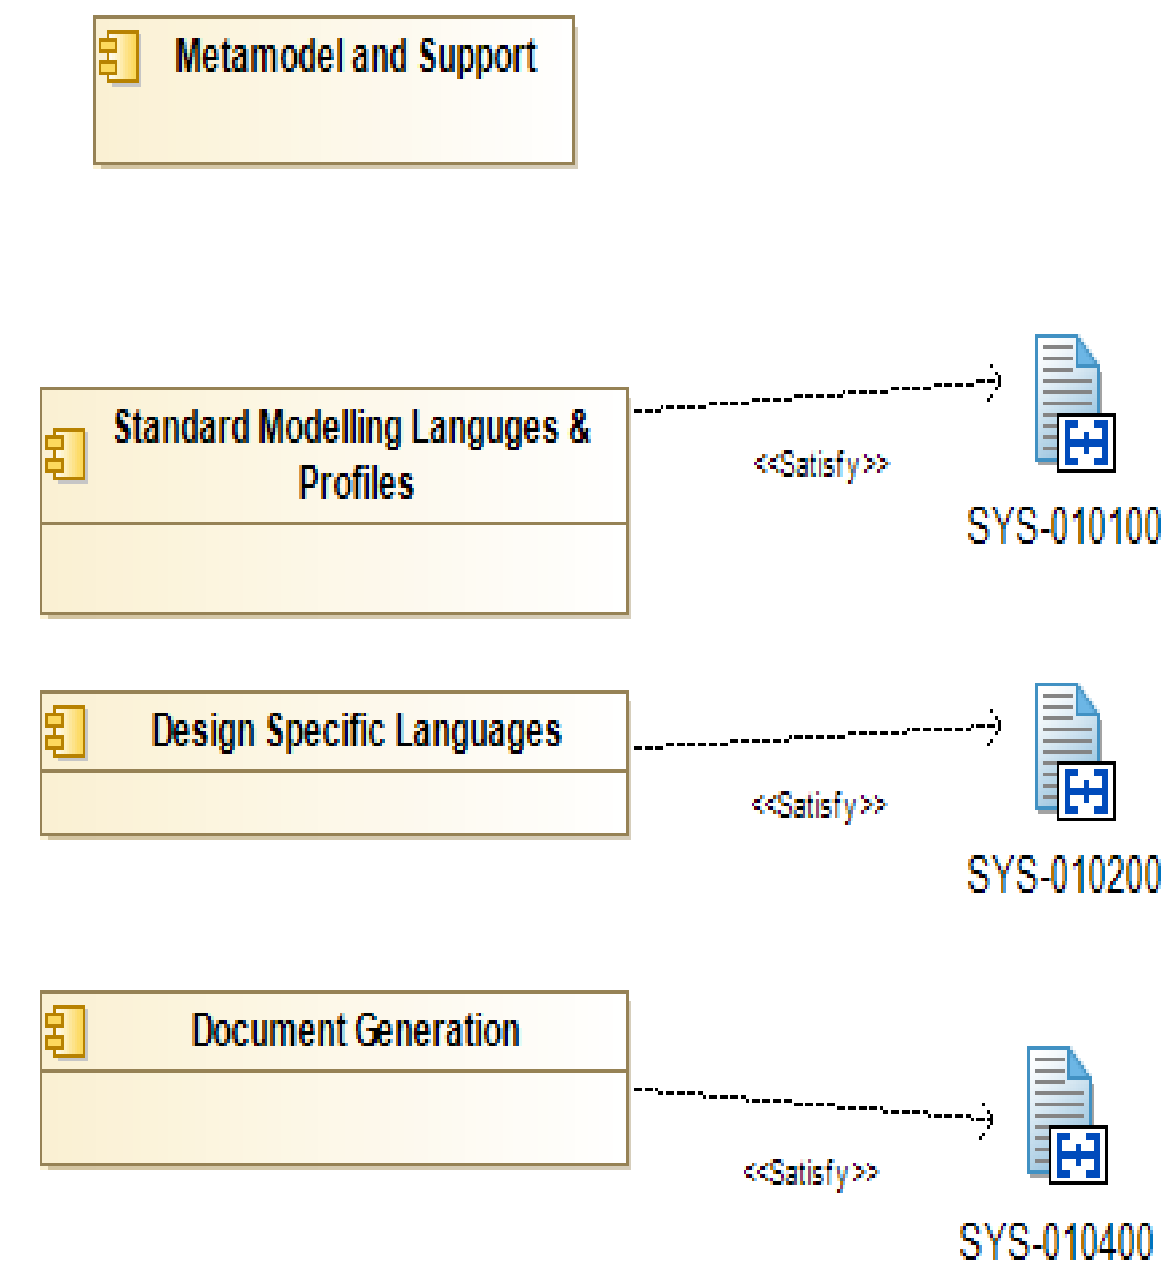 Metamodel and Support
Standard Modelling Languges &
Profiles
<<Satisfy>>
SYS-010100
Design Specific Languages
<<Satisfy>>
SYS-010200
Document Generation
<<Satisfy>>
SYS-010400